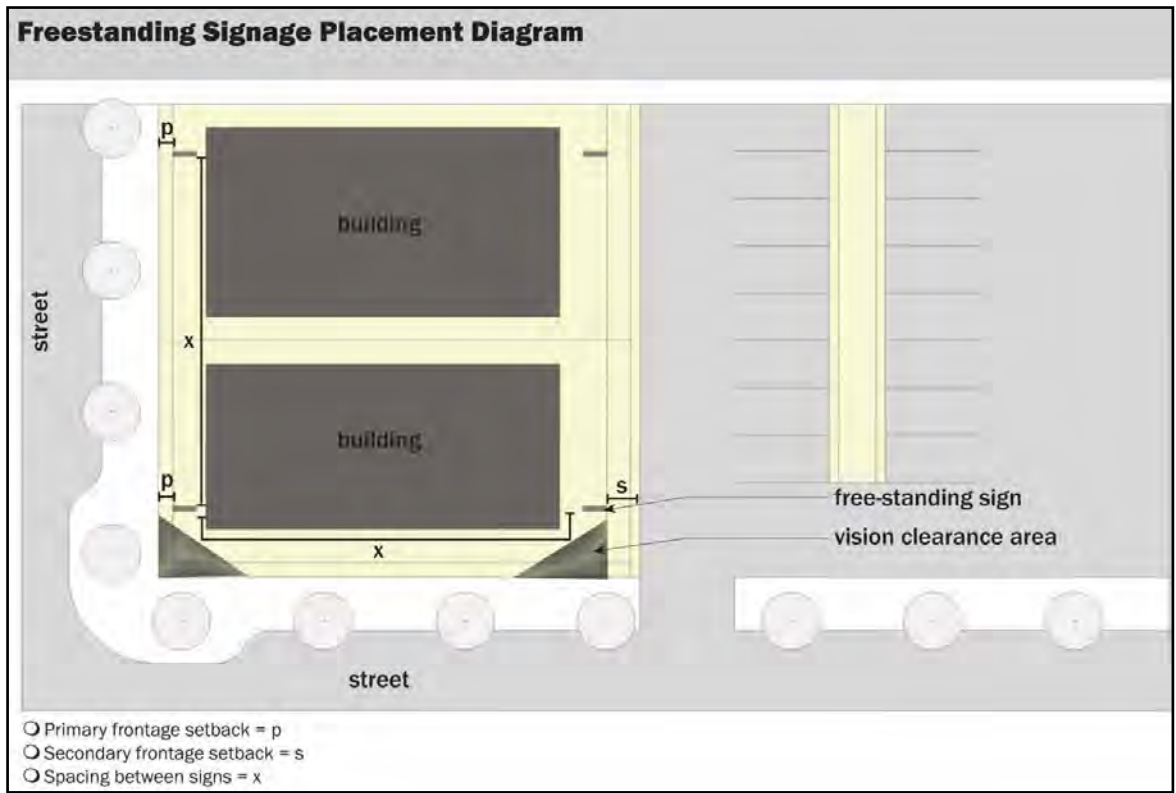 Freestanding Signage Placement Diagram
p
building
street
x
building
p
s
free-standing sign
vision clearance area
x
street
Primary frontage setback = p
Secondary frontage setback = s
Spacing between signs = x